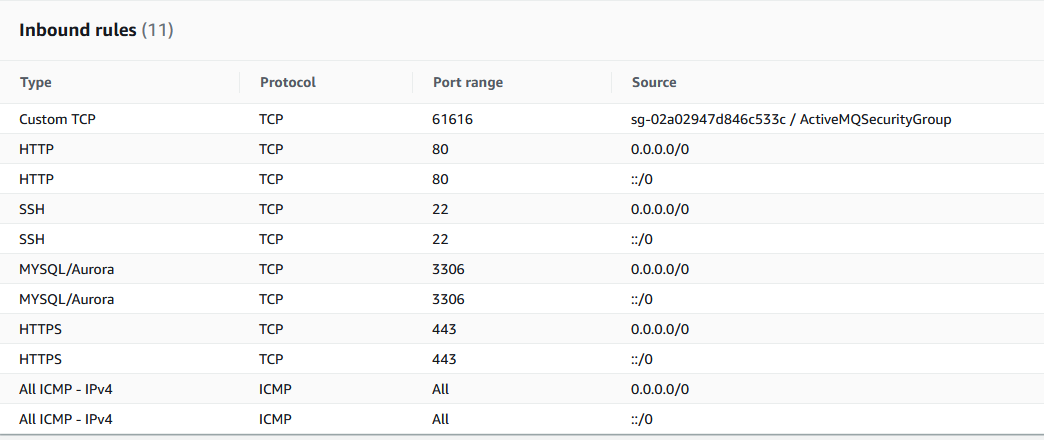 Inbound rules (11)
Type Protocol Port range Source
Custom TCP TCP 61616 sg-02a02947d846c533c / ActiveMQSecurityGroup
HTTP TCP 80 0.0.0.0/0
HTTP TCP 80 ::/0
SSH TCP 22 0.0.0.0/0
SSH TCP 22 ::/0
MYSQL/Aurora TCP 3306 0.0.0.0/0
MYSQL/Aurora TCP 3306 ::/0
HTTPS TCP 443 0.0.0.0/0
HTTPS TCP 443 ::/0
All ICMP - IPv4 ICMP All 0.0.0.0/0
All ICMP - IPv4 ICMP All ::/0